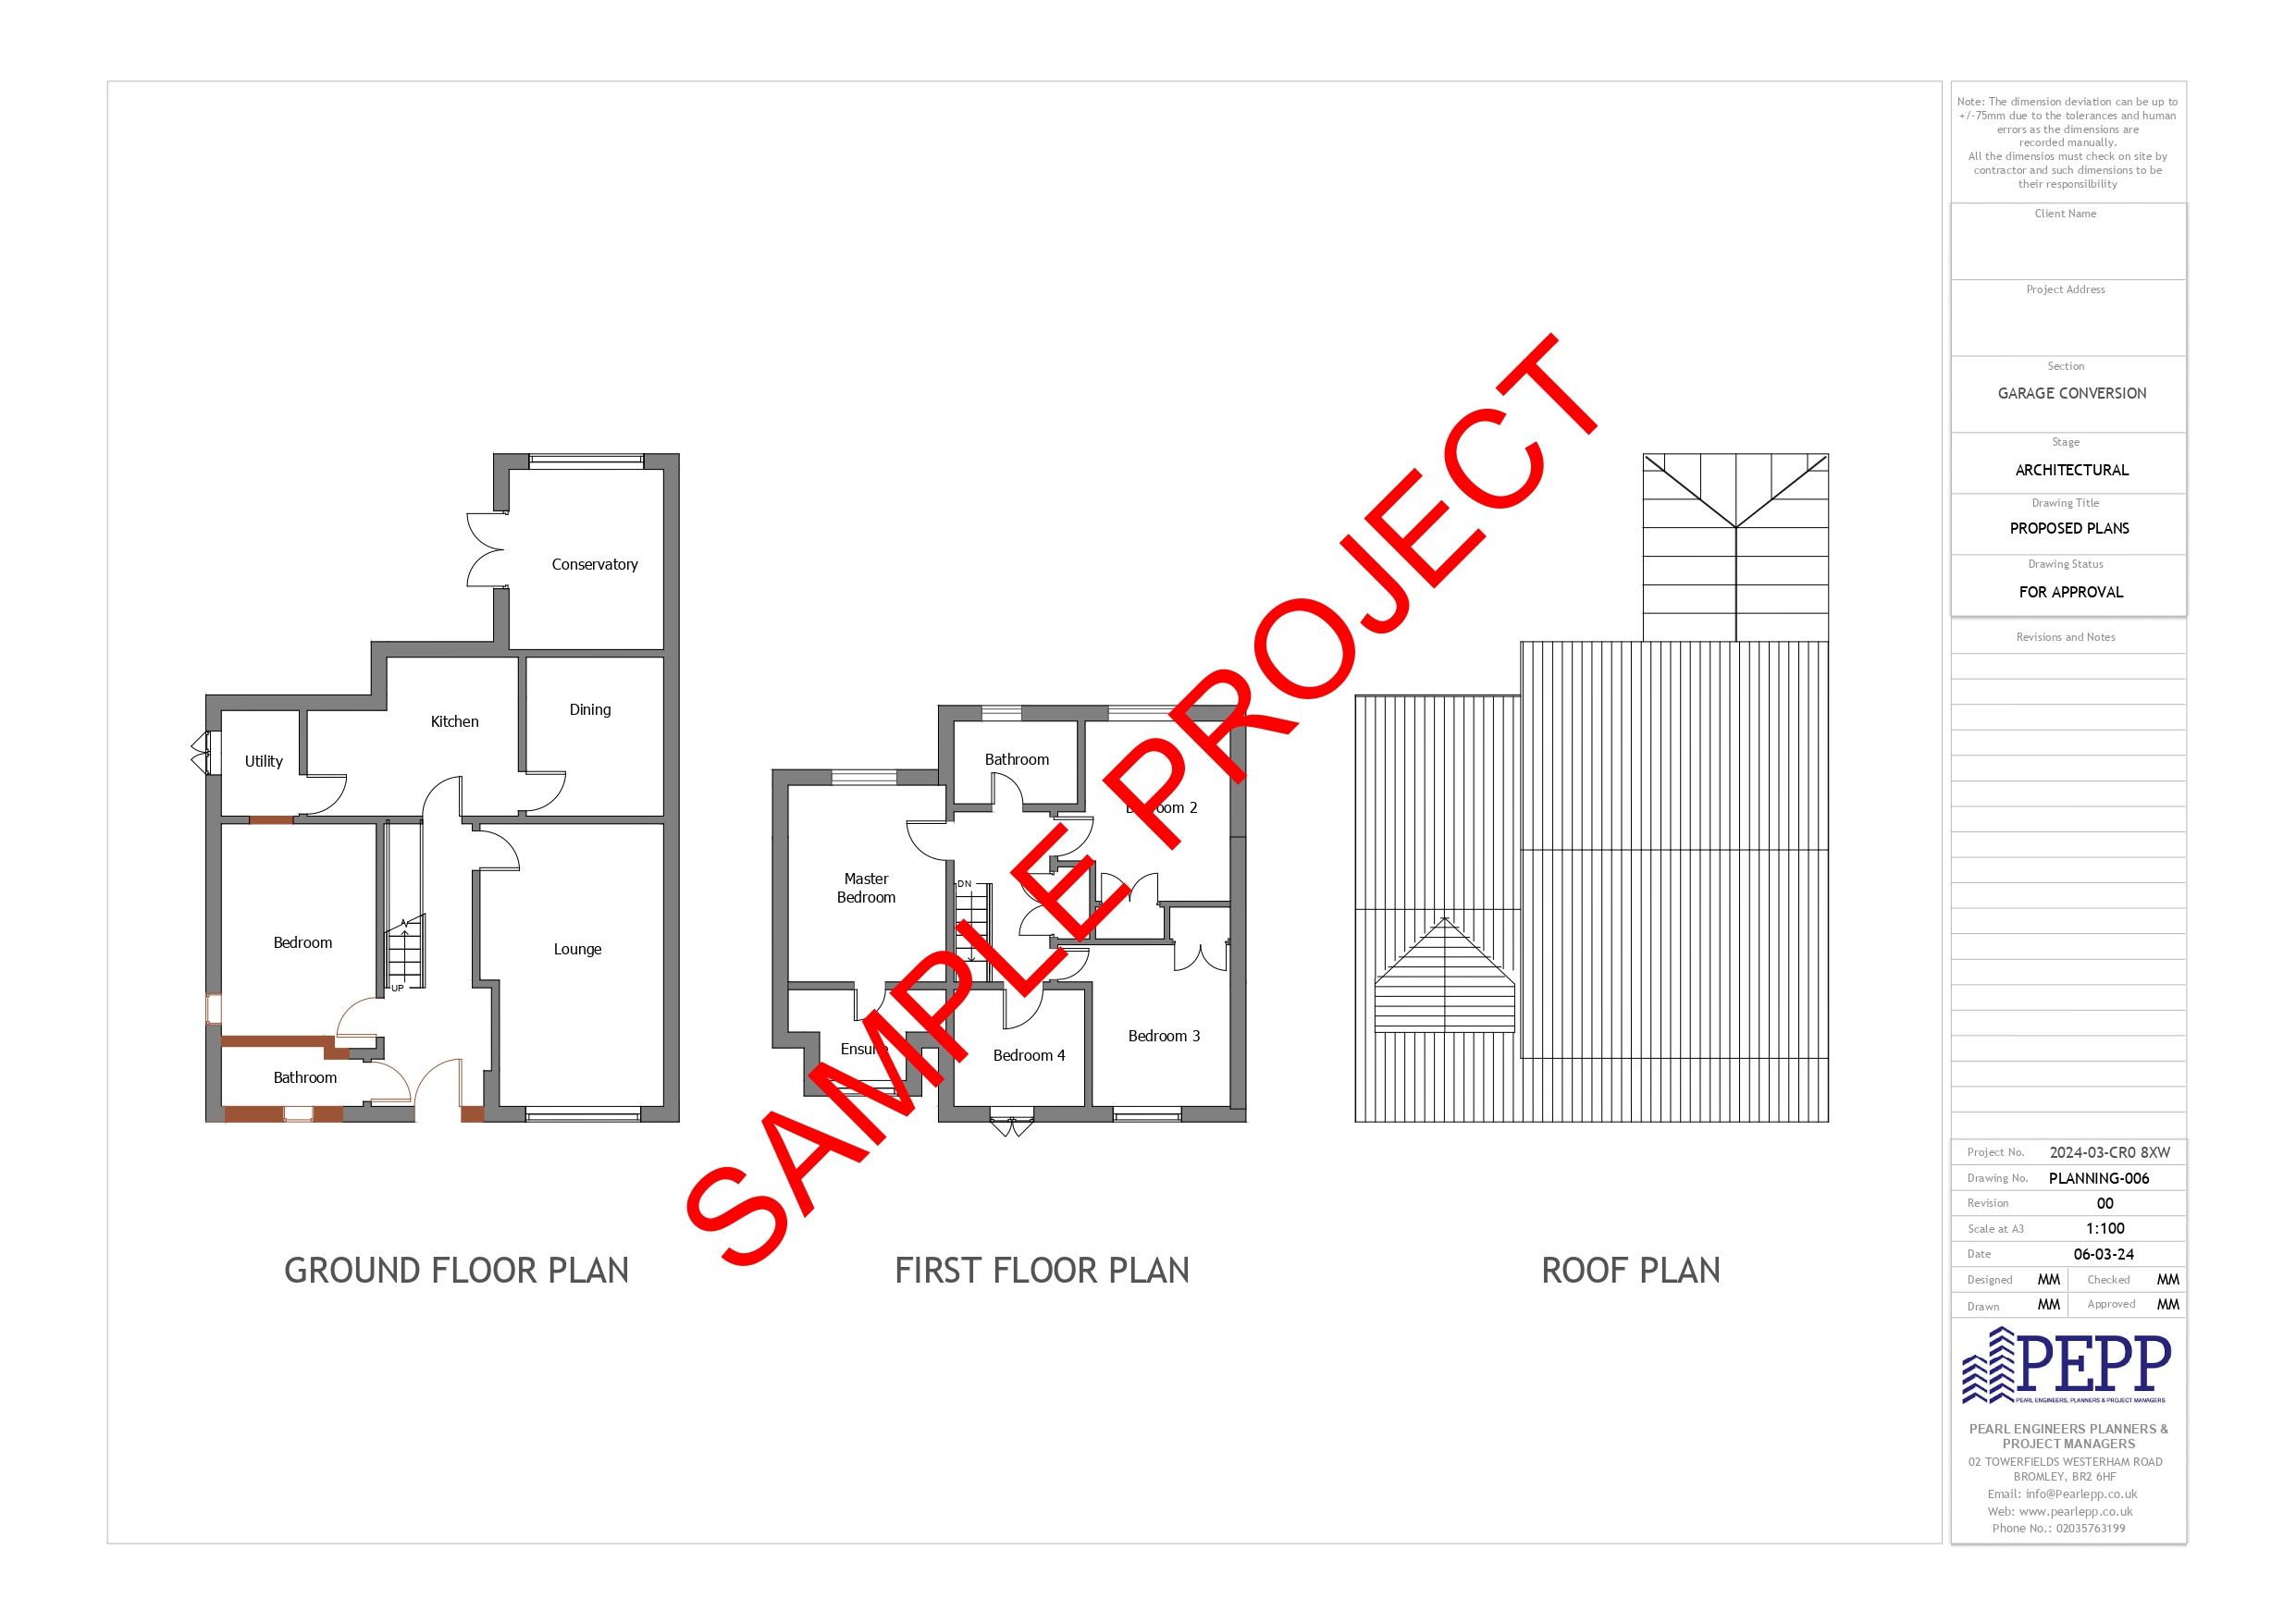 Conservatory
Kitchen
Dining
Utility
Bedroom
Lounge
UP
Bathroom
GROUND FLOOR PLAN
Bathroom
Master
Bedroom
DN
Bedroom 3
Bedroom 4
FIRST FLOOR PLAN
ROOF PLAN
SAMPLE PROJECT
Note: The dimension deviation can be up to
+/-75mm due to the tolerances and human
errors as the dimensions are
recorded manually.
All the dimensios must check on site by
contractor and such dimensions to be
their responsilbility
Client Name
Project Address
Section
GARAGE CONVERSION
Stage
ARCHITECTURAL
Drawing Title
PROPOSED PLANS
Drawing Status
FOR APPROVAL
Revisions and Notes
Project No. 2024-03-CR0 8XW
Drawing No. PLANNING-006
Revision 00
Scale at A3 1:100
Date 06-03-24
Designed MM Checked MM
Drawn MM Approved MM
PEPP
PEARL ENGINEERS, PLANNERS & PROJECT MANAGERS
PEARL ENGINEERS PLANNERS &
PROJECT MANAGERS
02 TOWERFIELDS WESTERHAM ROAD
BROMLEY, BR2 6HF
Email: info@Pearlepp.co.uk
Web: www.pearlepp.co.uk
Phone No.: 02035763199